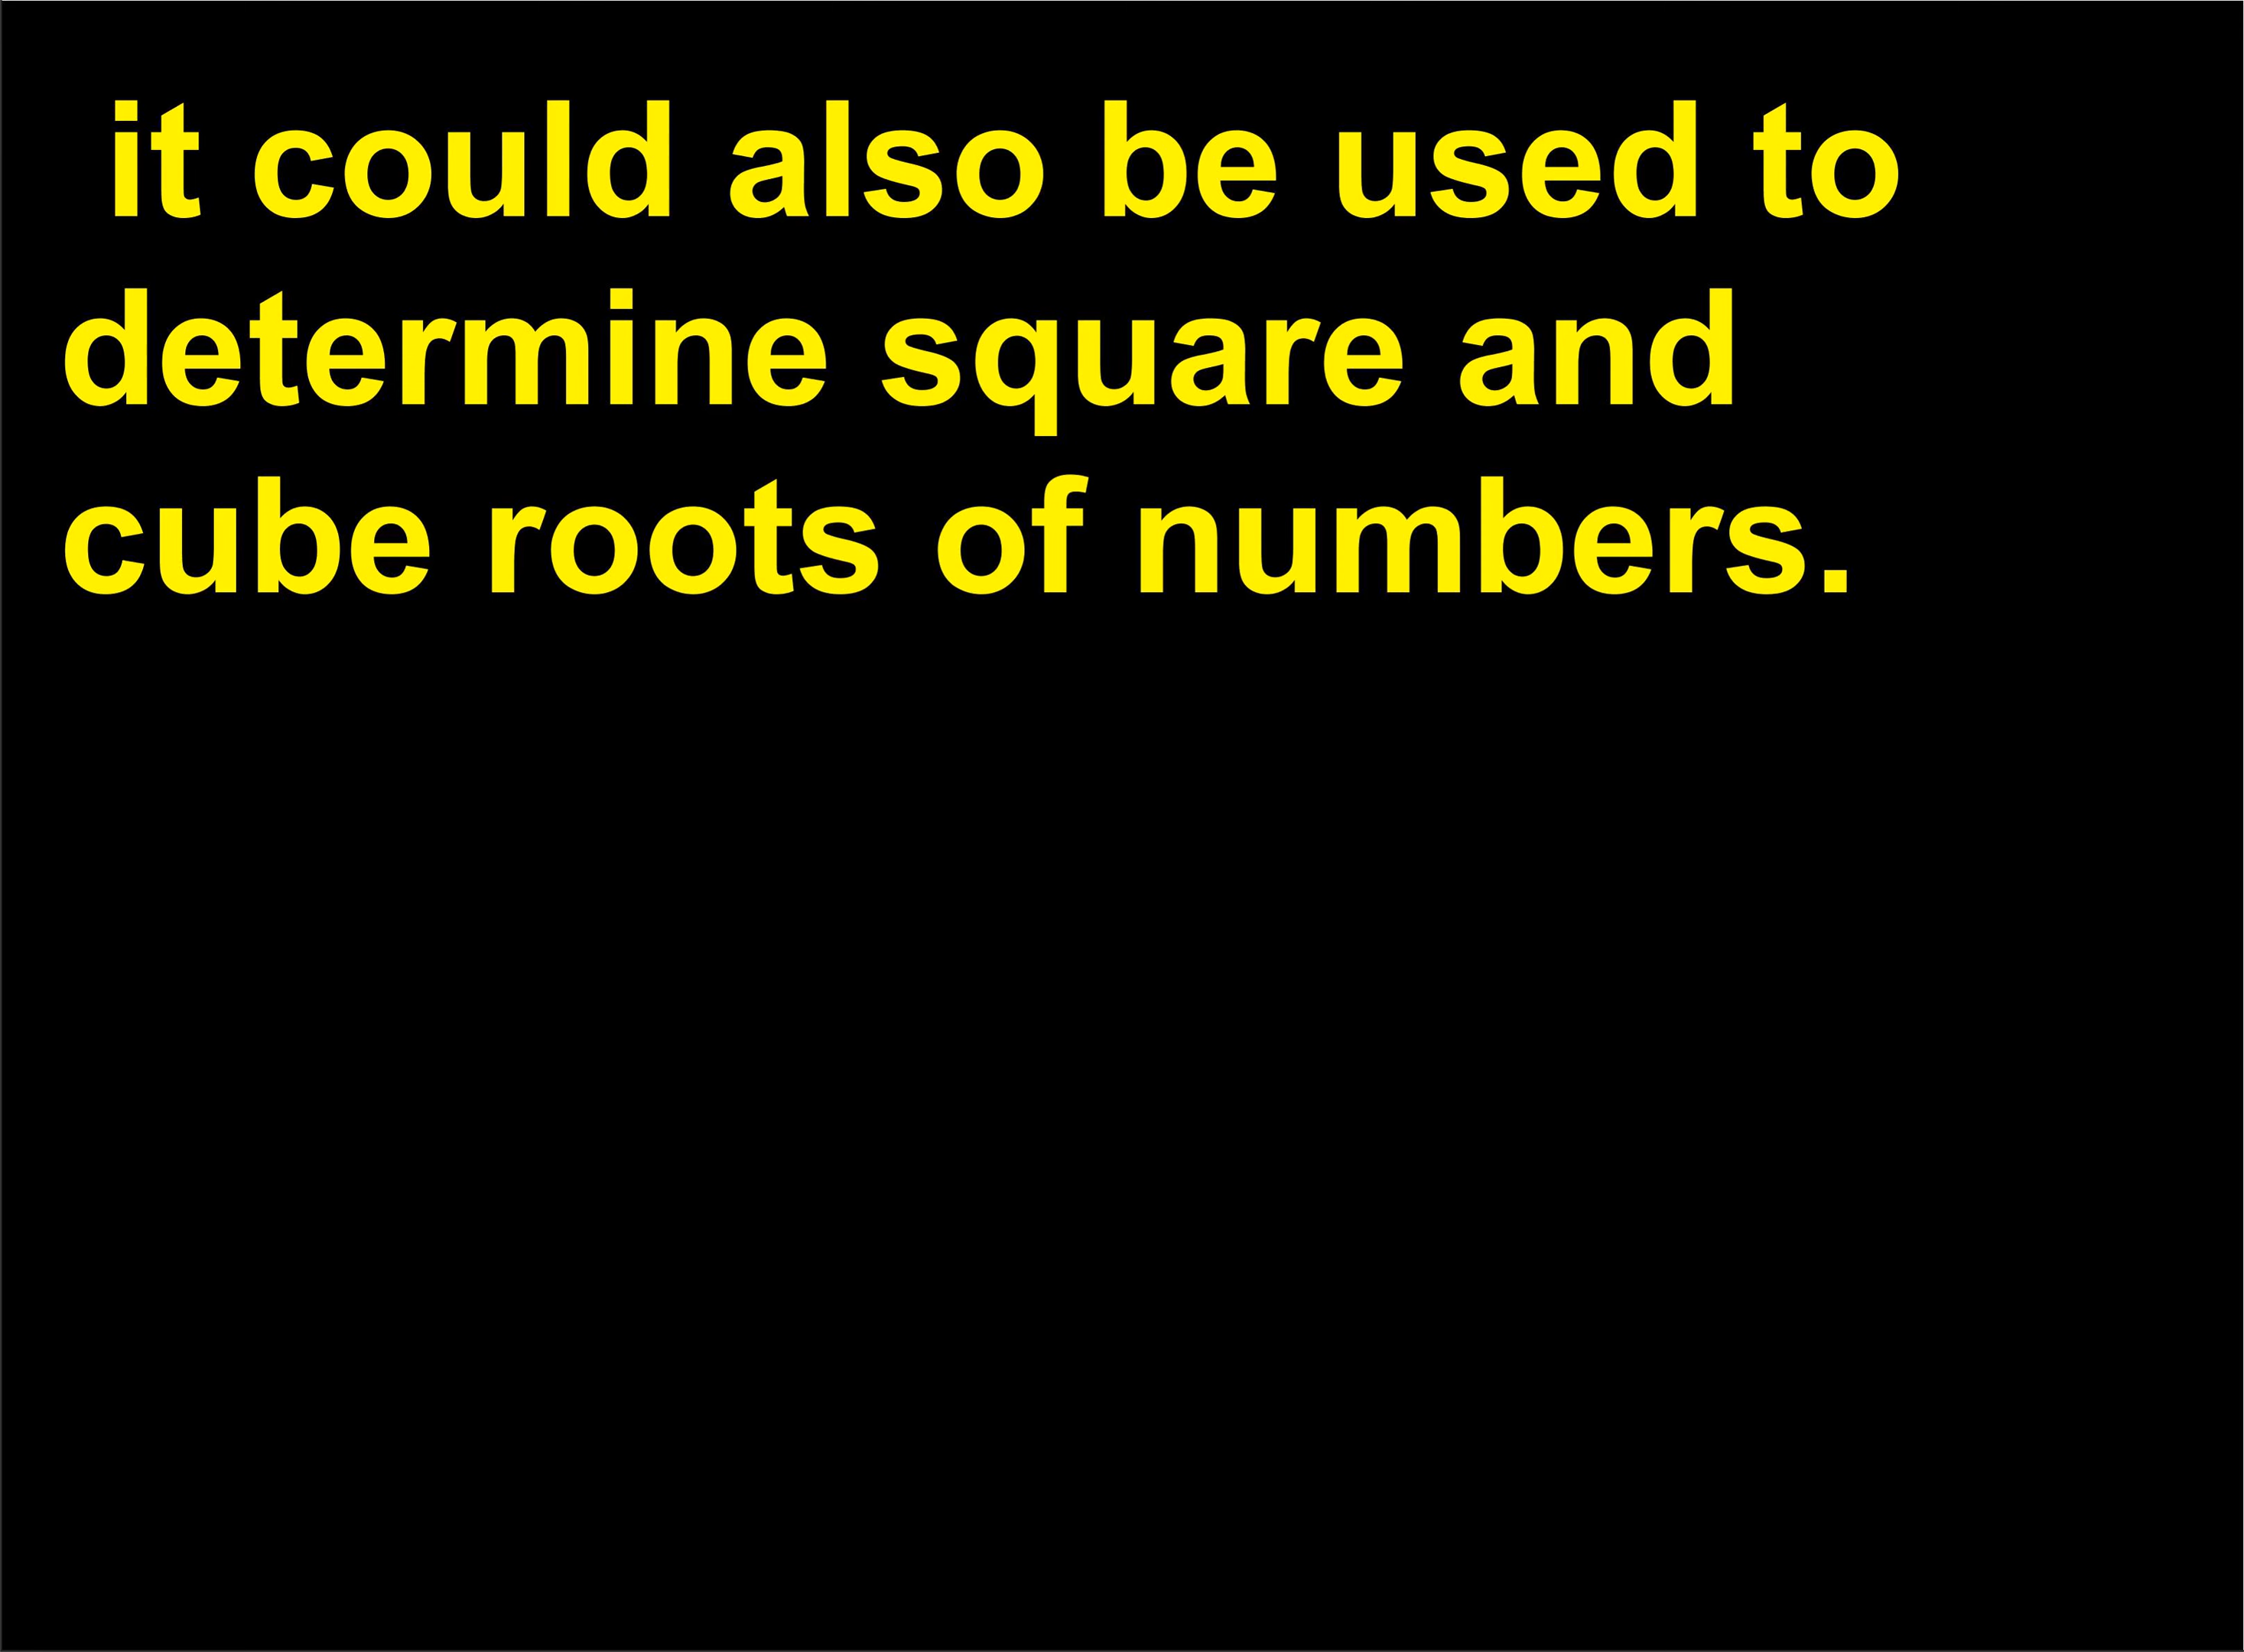 it could also be used to
determine square and
cube roots of numbers.